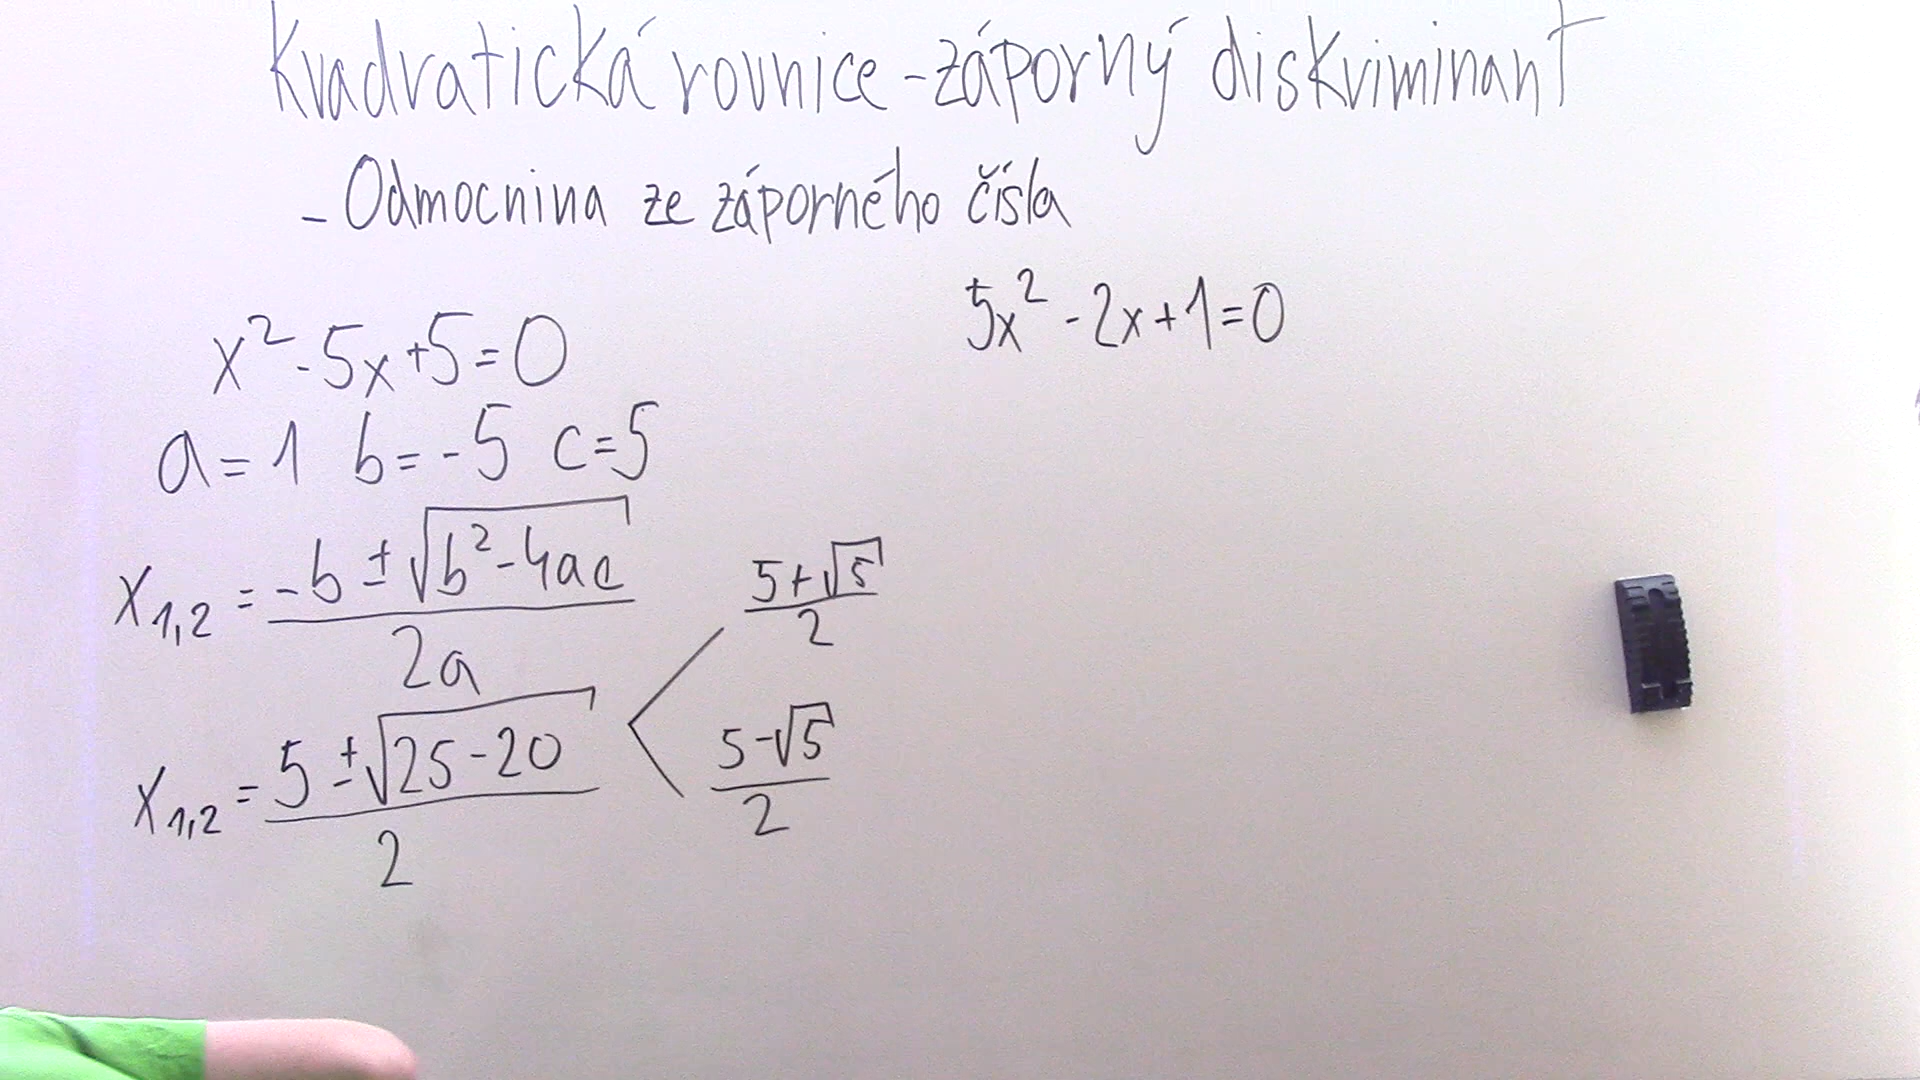 Kvadratická rovnice - záporný diskriminant
- Odmocnina ze záporného čísla
x² - 5x + 5 = 0
a = 1 b = -5 c = 5
x₁,₂ = (-b ± √(b² - 4ac)) / 2a
x₁,₂ = (5 ± √(25 - 20)) / 2
(5 + √5) / 2
(5 - √5) / 2
5x² - 2x + 1 = 0